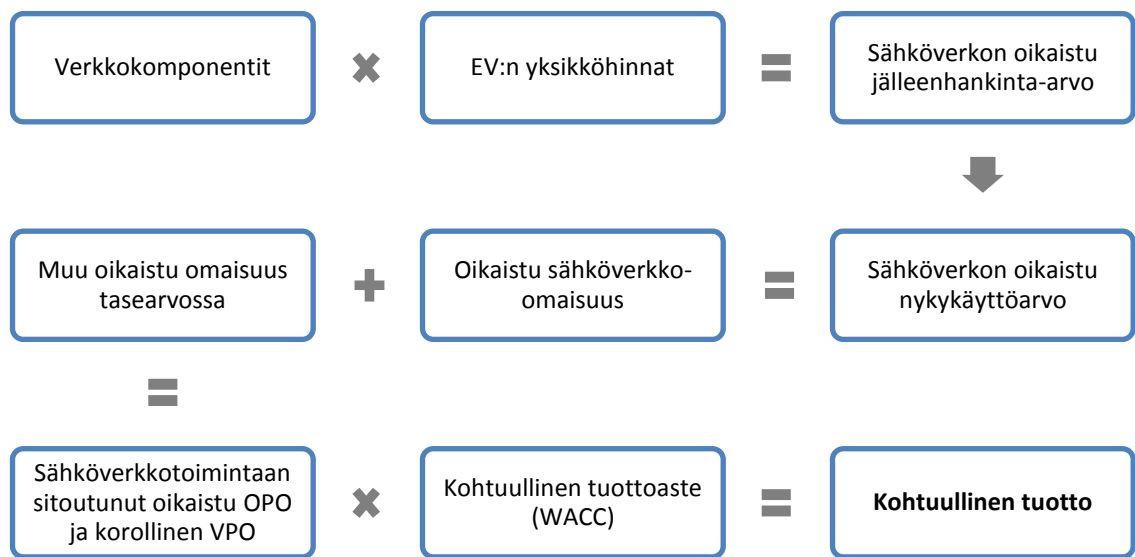 Verkkokomponentit
×
EV:n yksikköhinnat
=
Sähköverkon oikaistu
jälleenhankinta-arvo
Muu oikaistu omaisuus
tasearvossa
+
Oikaistu sähköverkko-
omaisuus
=
Sähköverkon oikaistu
nykykäyttöarvo
=
Sähköverkkotoimintaan
sitoutunut oikaistu OPO
ja korollinen VPO
×
Kohtuullinen tuottoaste
(WACC)
=
Kohtuullinen tuotto